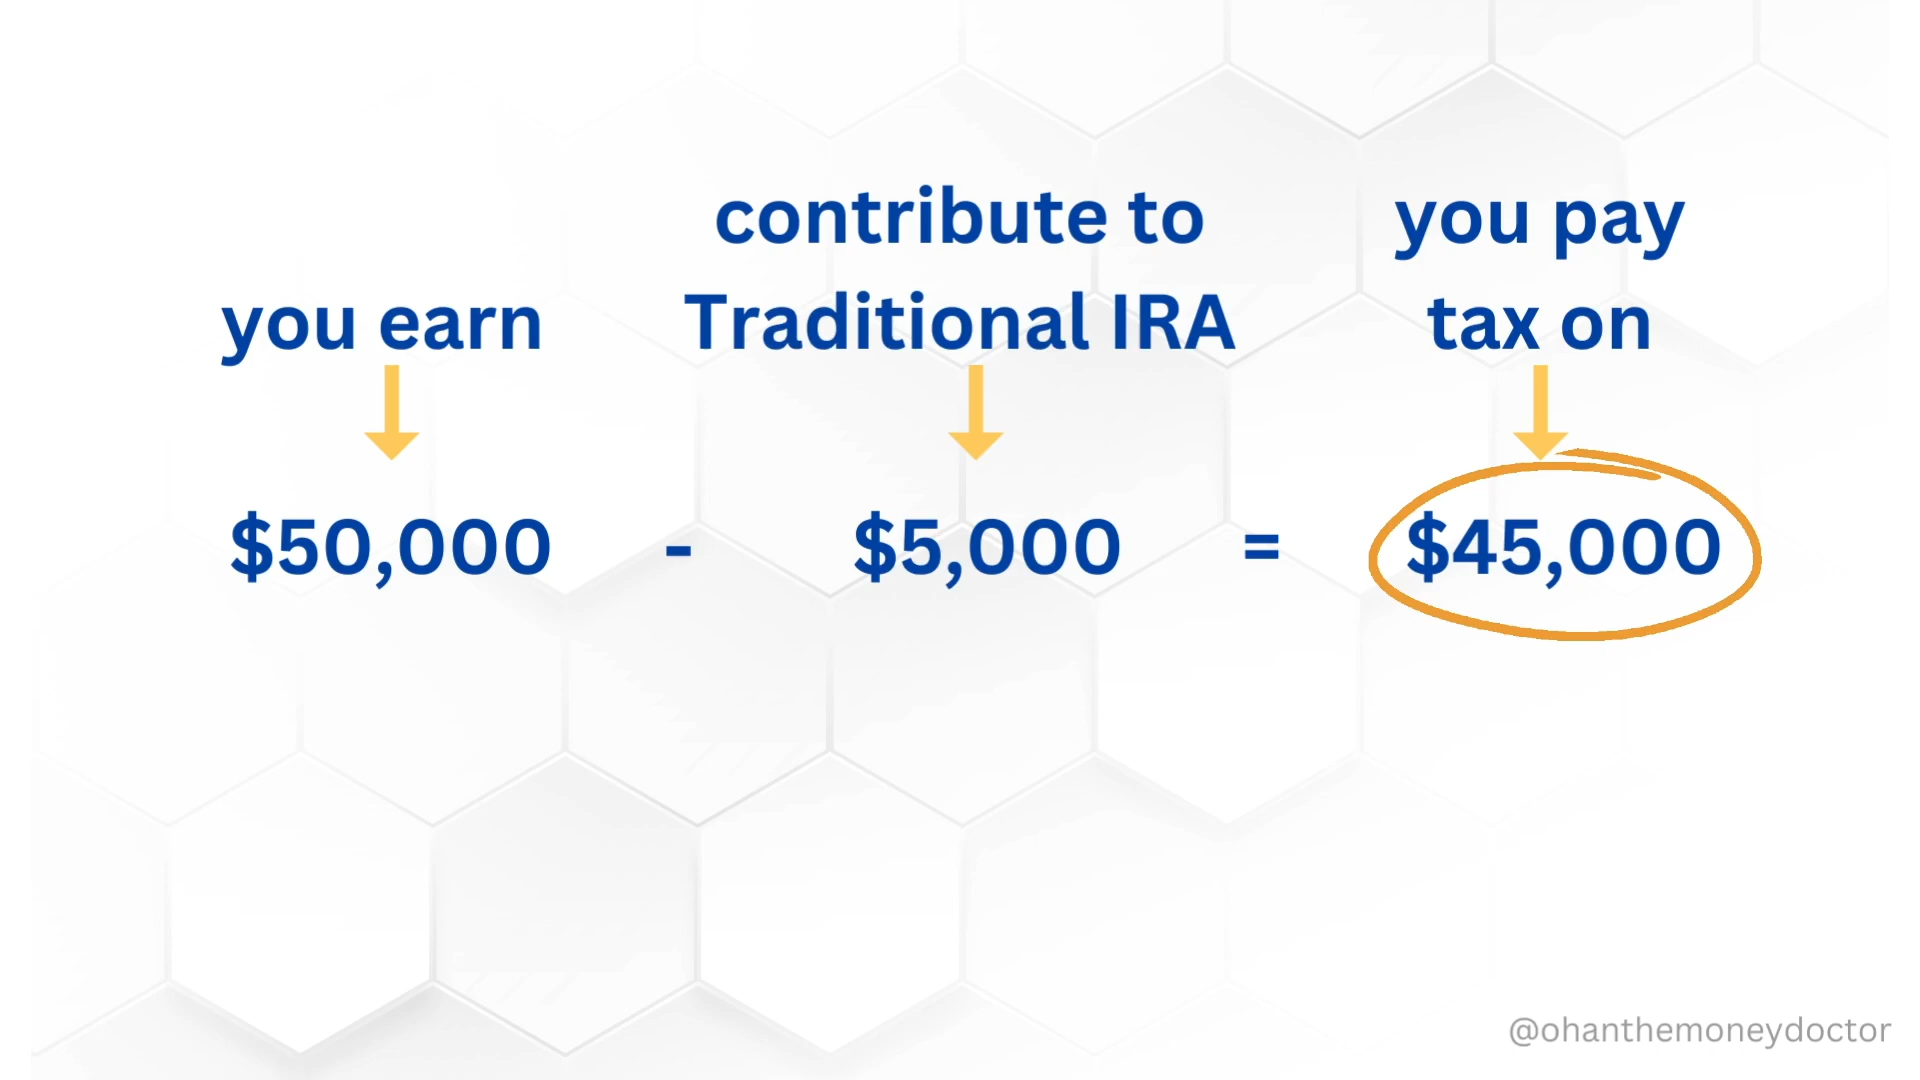 you earn
contribute to
Traditional IRA
you pay
tax on
$50,000 - $5,000 = $45,000
@ohanthemoneydoctor